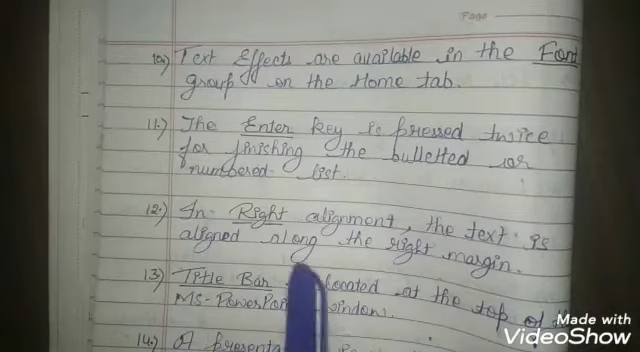 Page
10.) Text Effects are available in the Font
group on the Home tab.
11.) The Enter key is pressed twice
for finishing the bulleted or
numbered list.
12.) In Right alignment, the text is
aligned along the right margin.
13.) Title Bar located at the top of
MS-PowerPoint window.
14.) A
Made with
VideoShow